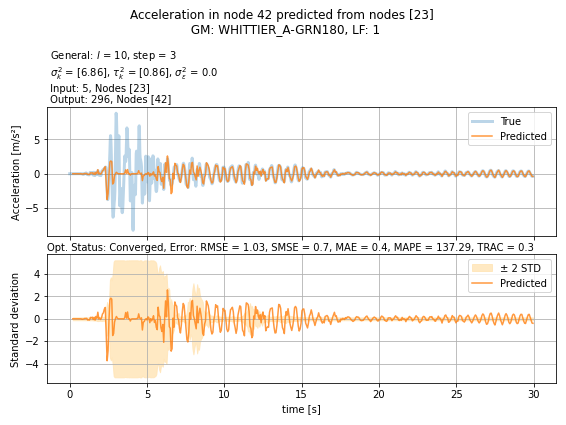 Acceleration in node 42 predicted from nodes [23]
GM: WHITTIER_A-GRN180, LF: 1
General: l = 10, step = 3
σ²ₖ = [6.86], τ²ₖ = [0.86], σ²ε = 0.0
Input: 5, Nodes [23]
Output: 296, Nodes [42]
True
Predicted
5
0
−5
Acceleration [m/s²]
Opt. Status: Converged, Error: RMSE = 1.03, SMSE = 0.7, MAE = 0.4, MAPE = 137.29, TRAC = 0.3
± 2 STD
Predicted
4
2
0
−2
−4
Standard deviation
0 5 10 15 20 25 30
time [s]